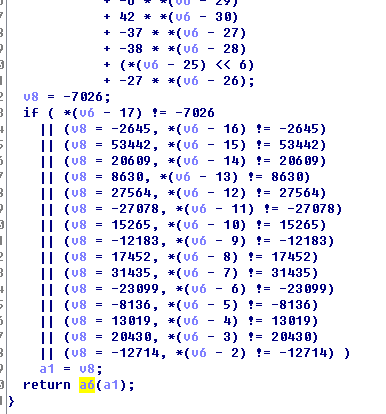 + 42 * *(v6 - 30)
+ -37 * *(v6 - 27)
+ -38 * *(v6 - 28)
+ (*(v6 - 25) << 6)
+ -27 * *(v6 - 26);
v8 = -7026;
if ( *(v6 - 17) != -7026
|| (v8 = -2645, *(v6 - 16) != -2645)
|| (v8 = 53442, *(v6 - 15) != 53442)
|| (v8 = 20609, *(v6 - 14) != 20609)
|| (v8 = 8630, *(v6 - 13) != 8630)
|| (v8 = 27564, *(v6 - 12) != 27564)
|| (v8 = -27078, *(v6 - 11) != -27078)
|| (v8 = 15265, *(v6 - 10) != 15265)
|| (v8 = -12183, *(v6 - 9) != -12183)
|| (v8 = 17452, *(v6 - 8) != 17452)
|| (v8 = 31435, *(v6 - 7) != 31435)
|| (v8 = -23099, *(v6 - 6) != -23099)
|| (v8 = -8136, *(v6 - 5) != -8136)
|| (v8 = 13019, *(v6 - 4) != 13019)
|| (v8 = 20430, *(v6 - 3) != 20430)
|| (v8 = -12714, *(v6 - 2) != -12714) )
a1 = v8;
return a6(a1);
}